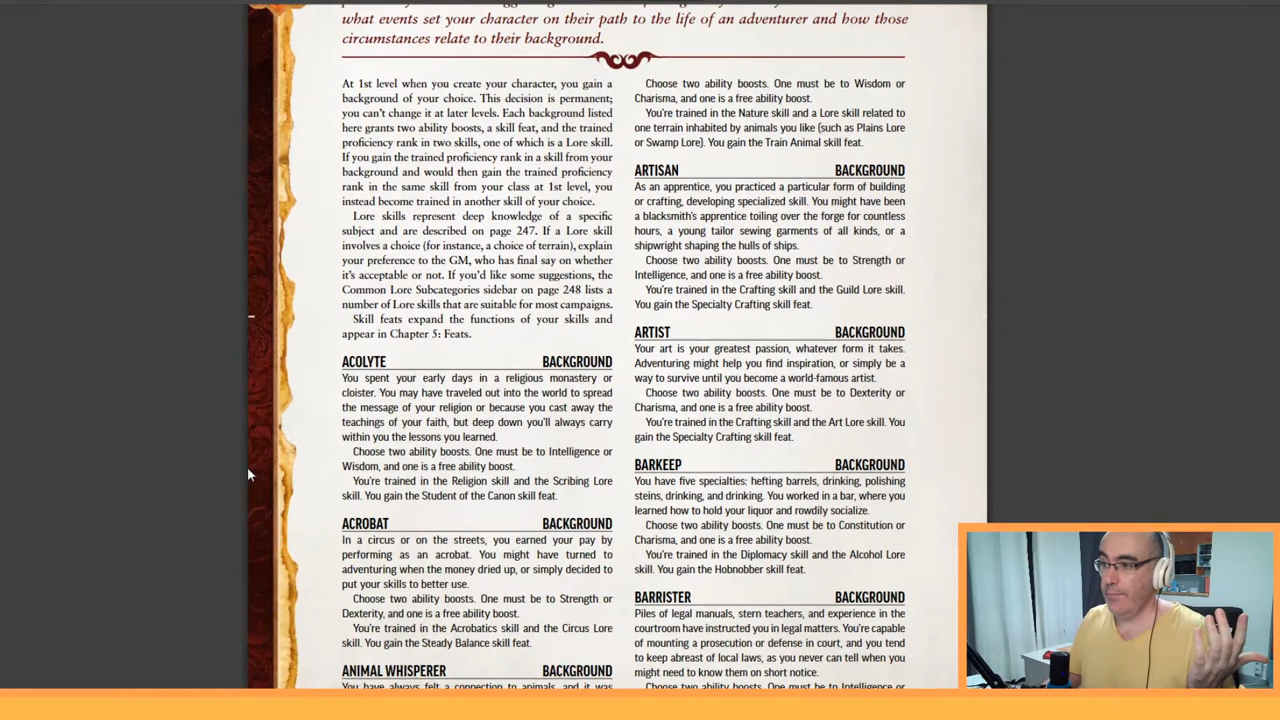 what events set your character on their path to the life of an adventurer and how those
circumstances relate to their background.
At 1st level when you create your character, you gain a
background of your choice. This decision is permanent;
you can't change it at later levels. Each background listed
here grants two ability boosts, a skill feat, and the trained
proficiency rank in two skills, one of which is a Lore skill.
If you gain the trained proficiency rank in a skill from your
background and would then gain the trained proficiency
rank in the same skill from your class at 1st level, you
instead become trained in another skill of your choice.
Lore skills represent deep knowledge of a specific
subject and are described on page 247. If a Lore skill
involves a choice (for instance, a choice of terrain), explain
your preference to the GM, who has final say on whether
it's acceptable or not. If you'd like some suggestions, the
Common Lore Subcategories sidebar on page 248 lists a
number of Lore skills that are suitable for most campaigns.
Skill feats expand the functions of your skills and
appear in Chapter 5: Feats.
ACOLYTE BACKGROUND
You spent your early days in a religious monastery or
cloister. You may have traveled out into the world to spread
the message of your religion or because you cast away the
teachings of your faith, but deep down you'll always carry
within you the lessons you learned.
Choose two ability boosts. One must be to Intelligence or
Wisdom, and one is a free ability boost.
You're trained in the Religion skill and the Scribing Lore
skill. You gain the Student of the Canon skill feat.
ACROBAT BACKGROUND
In a circus or on the streets, you earned your pay by
performing as an acrobat. You might have turned to
adventuring when the money dried up, or simply decided to
put your skills to better use.
Choose two ability boosts. One must be to Strength or
Dexterity, and one is a free ability boost.
You're trained in the Acrobatics skill and the Circus Lore
skill. You gain the Steady Balance skill feat.
ANIMAL WHISPERER BACKGROUND
You have always felt a connection to animals, and it was
Choose two ability boosts. One must be to Wisdom or
Charisma, and one is a free ability boost.
You're trained in the Nature skill and a Lore skill related to
one terrain inhabited by animals you like (such as Plains Lore
or Swamp Lore). You gain the Train Animal skill feat.
ARTISAN BACKGROUND
As an apprentice, you practiced a particular form of building
or crafting, developing specialized skill. You might have been
a blacksmith's apprentice toiling over the forge for countless
hours, a young tailor sewing garments of all kinds, or a
shipwright shaping the hulls of ships.
Choose two ability boosts. One must be to Strength or
Intelligence, and one is a free ability boost.
You're trained in the Crafting skill and the Guild Lore skill.
You gain the Specialty Crafting skill feat.
ARTIST BACKGROUND
Your art is your greatest passion, whatever form it takes.
Adventuring might help you find inspiration, or simply be a
way to survive until you become a world-famous artist.
Choose two ability boosts. One must be to Dexterity or
Charisma, and one is a free ability boost.
You're trained in the Crafting skill and the Art Lore skill. You
gain the Specialty Crafting skill feat.
BARKEEP BACKGROUND
You have five specialties: hefting barrels, drinking, polishing
steins, drinking, and drinking. You worked in a bar, where you
learned how to hold your liquor and rowdily socialize.
Choose two ability boosts. One must be to Constitution or
Charisma, and one is a free ability boost.
You're trained in the Diplomacy skill and the Alcohol Lore
skill. You gain the Hobnobber skill feat.
BARRISTER BACKGROUND
Piles of legal manuals, stern teachers, and experience in the
courtroom have instructed you in legal matters. You're capable
of mounting a prosecution or defense in court, and you tend
to keep abreast of local laws, as you never can tell when you
might need to know them on short notice.
Choose two ability boosts. One must be to Intelligence or